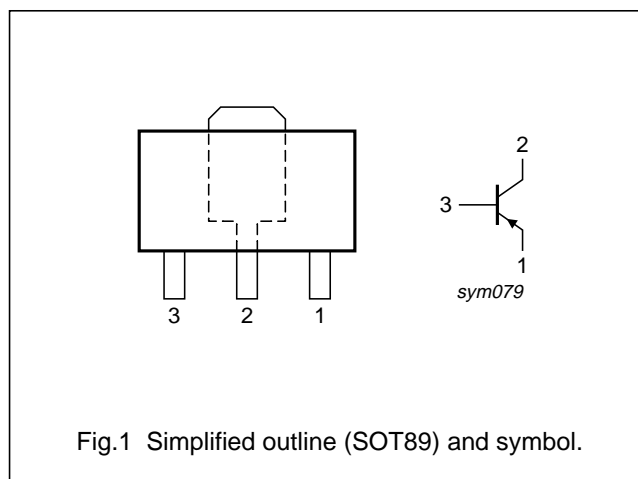 2
3
1
sym079
3 2 1
Fig.1 Simplified outline (SOT89) and symbol.